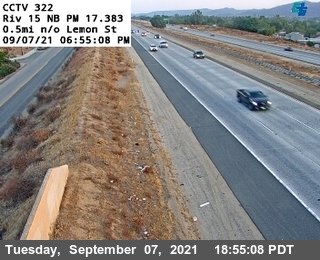 CCTV 322
Riv 15 NB PM 17.383
0.5mi n/o Lemon St
09/07/21 06:55:08 PM
Tuesday, September 07, 2021 18:55:08 PDT